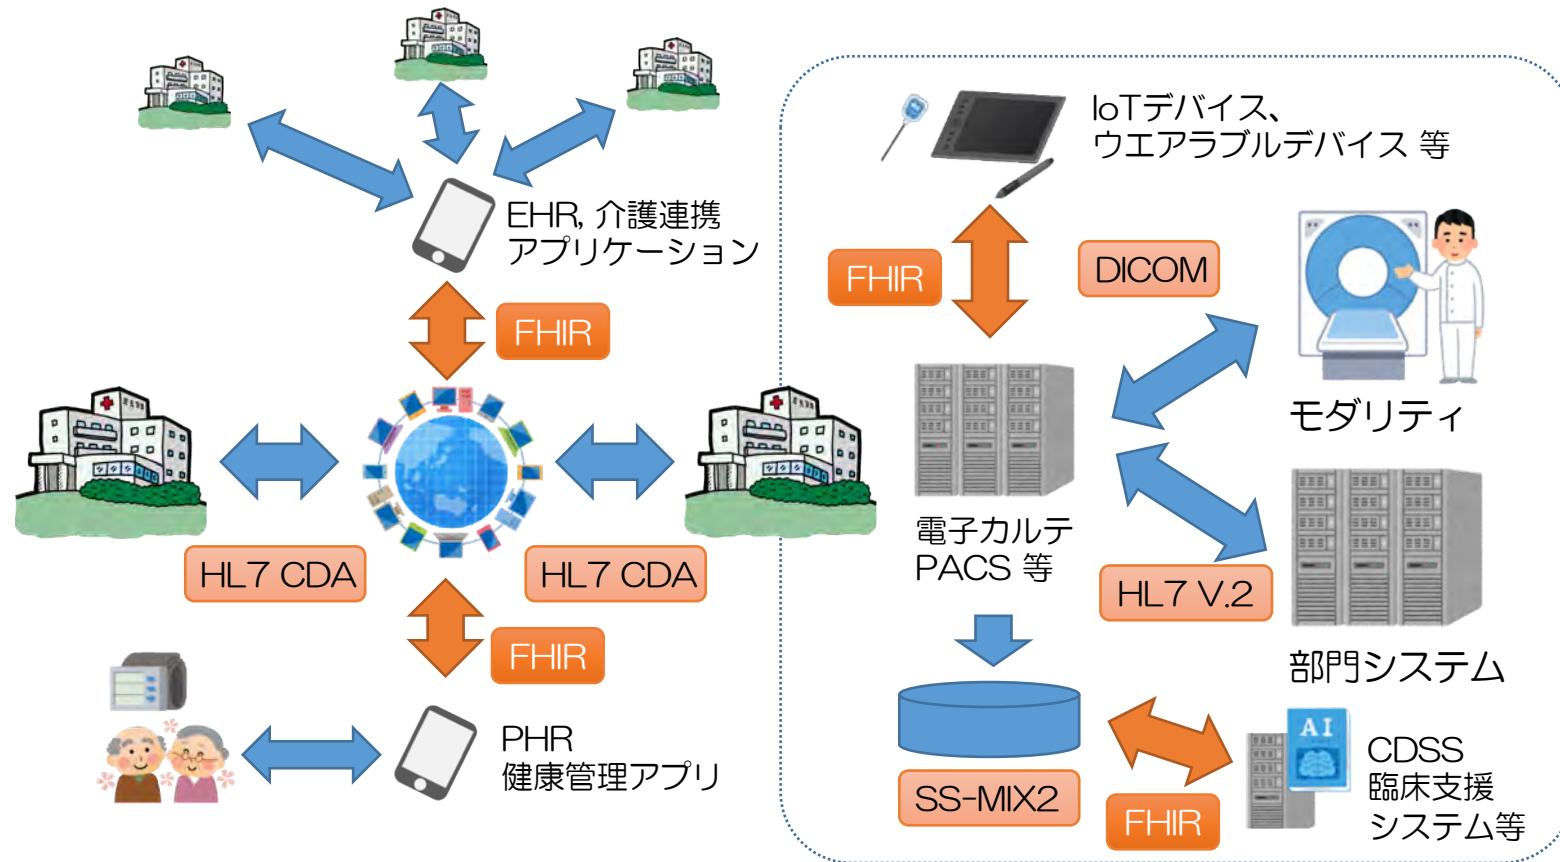 EHR, 介護連携
アプリケーション
FHIR
HL7 CDA
HL7 CDA
FHIR
PHR
健康管理アプリ
IoTデバイス、
ウエアラブルデバイス 等
FHIR
DICOM
モダリティ
電子カルテ
PACS 等
HL7 V.2
部門システム
SS-MIX2
FHIR
AI
CDSS
臨床支援
システム等